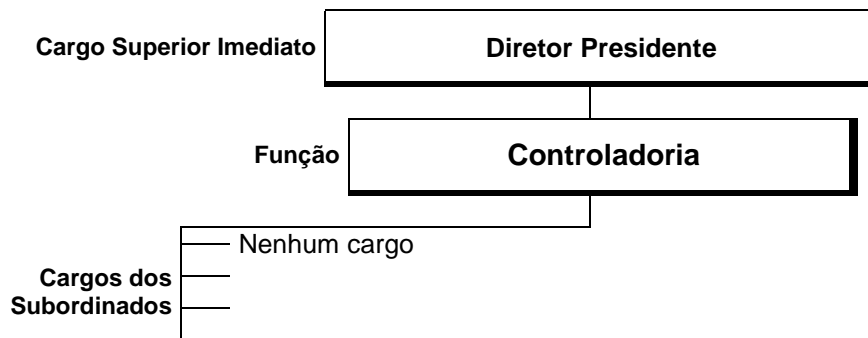 Cargo Superior Imediato
Diretor Presidente
Função
Controladoria
Nenhum cargo
Cargos dos
Subordinados